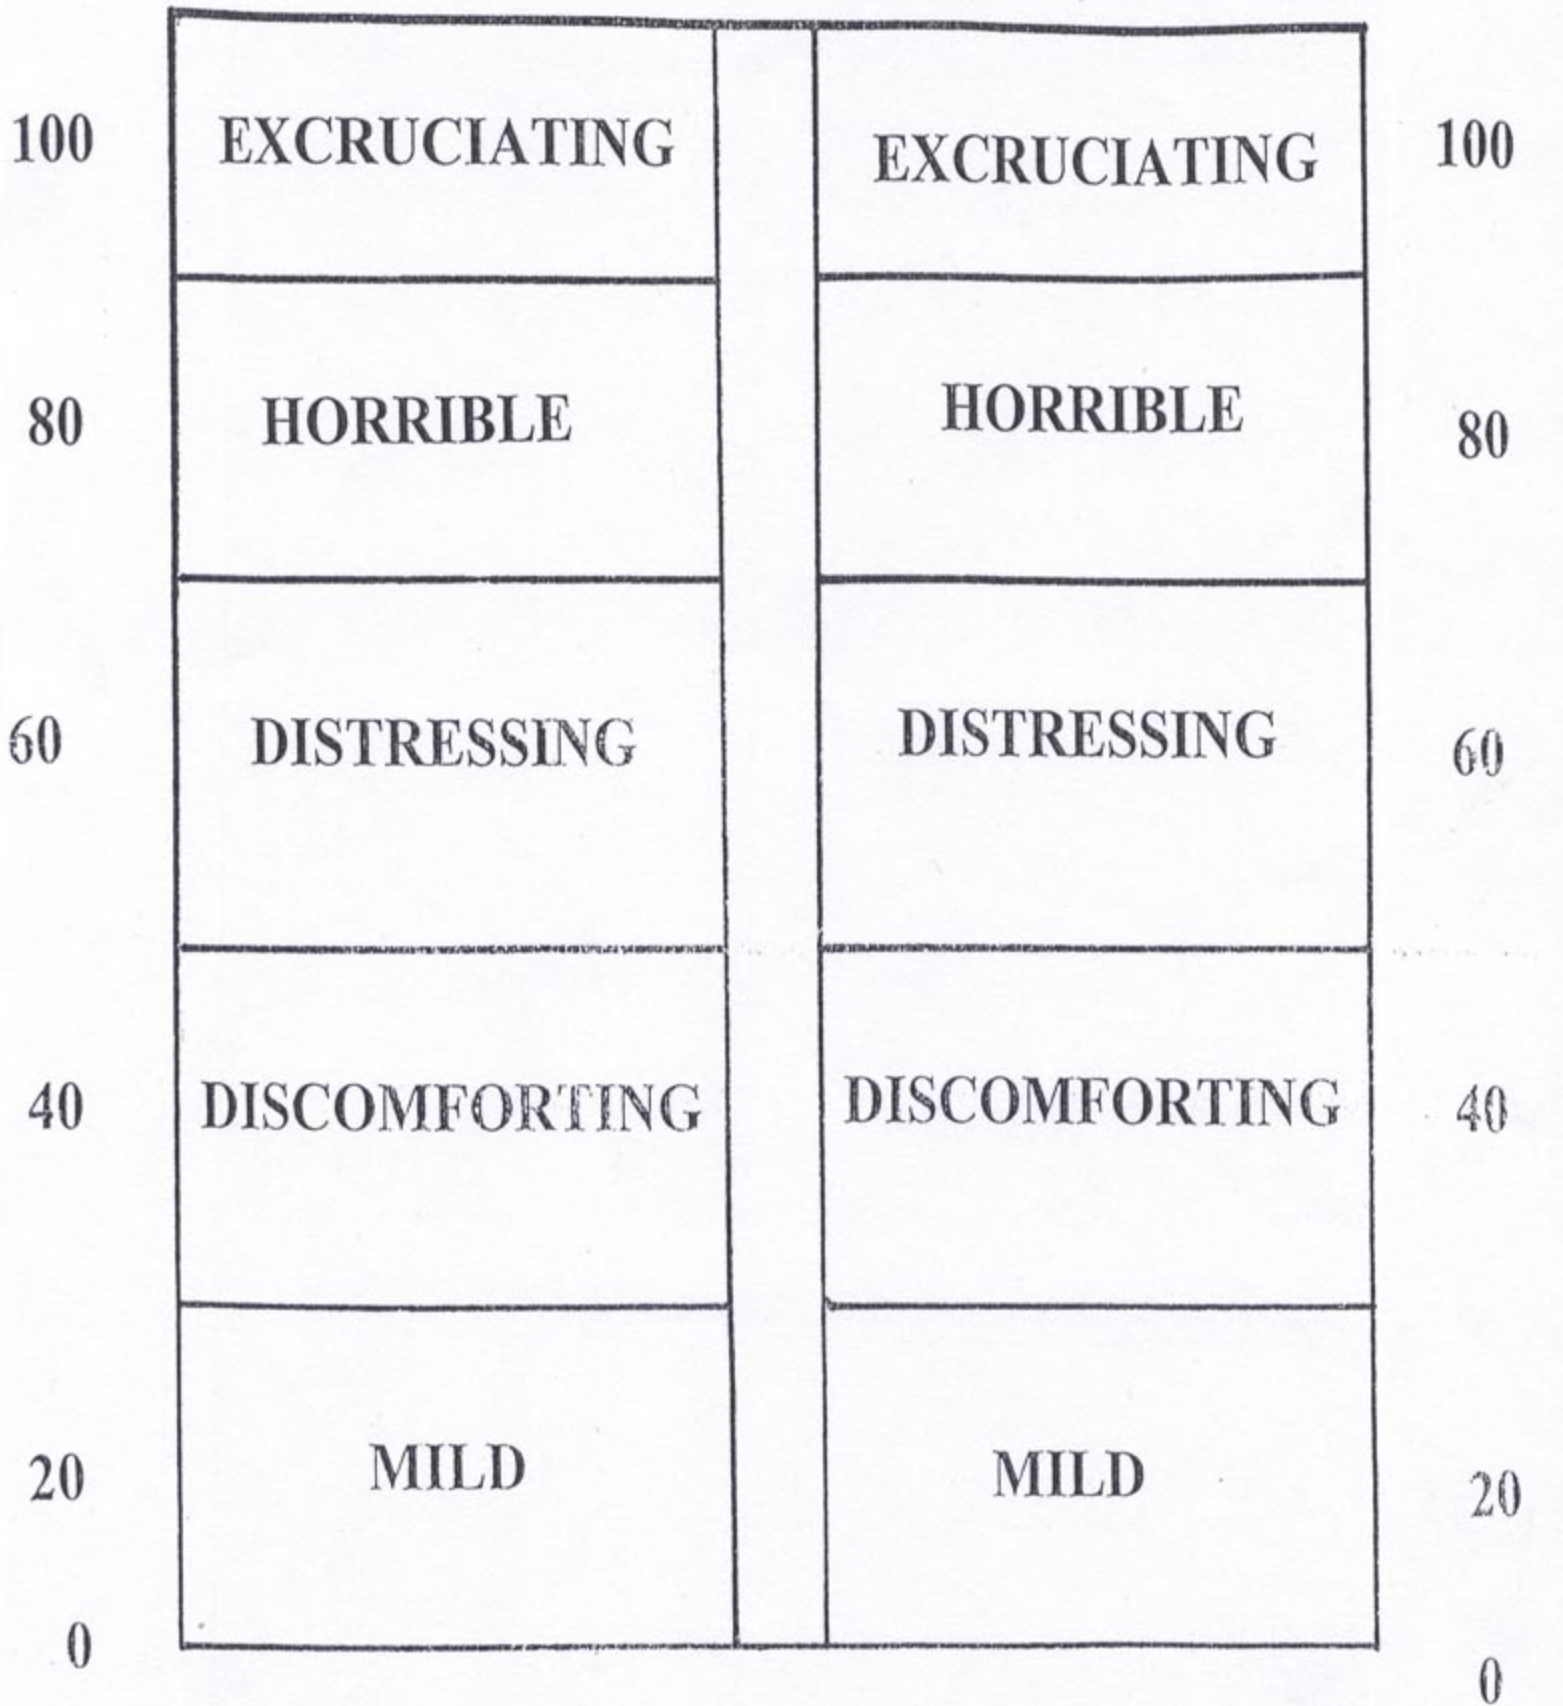 100 EXCRUCIATING EXCRUCIATING 100
80 HORRIBLE HORRIBLE 80
60 DISTRESSING DISTRESSING 60
40 DISCOMFORTING DISCOMFORTING 40
20 MILD MILD 20
0 0